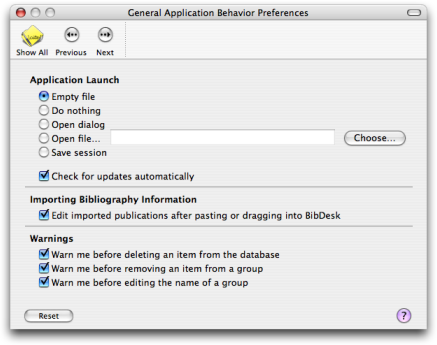 General Application Behavior Preferences
Show All Previous Next
Application Launch
Empty file
Do nothing
Open dialog
Open file...
Choose...
Save session
Check for updates automatically
Importing Bibliography Information
Edit imported publications after pasting or dragging into BibDesk
Warnings
Warn me before deleting an item from the database
Warn me before removing an item from a group
Warn me before editing the name of a group
Reset ?